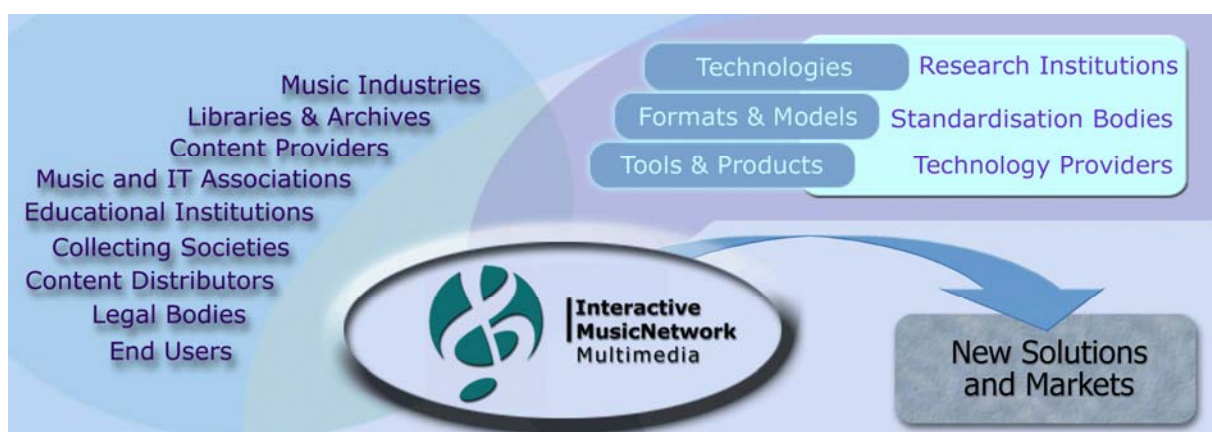 Music Industries
Libraries & Archives
Content Providers
Music and IT Associations
Educational Institutions
Collecting Societies
Content Distributors
Legal Bodies
End Users
Technologies
Research Institutions
Formats & Models
Standardisation Bodies
Tools & Products
Technology Providers
Interactive
MusicNetwork
Multimedia
New Solutions
and Markets